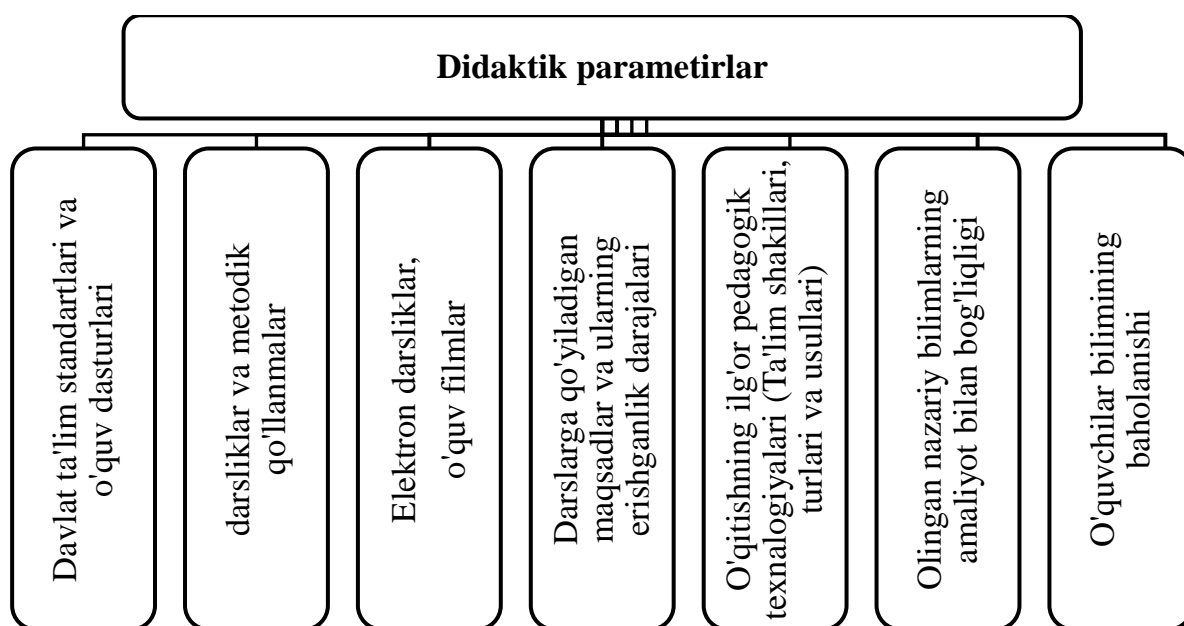 Didaktik parametirlar
Davlat ta'lim standartlari va
o'quv dasturlari
darsliklar va metodik
qo'llanmalar
Elektron darsliklar,
o'quv filmlar
Darslarga qo'yiladigan
maqsadlar va ularning
erishganlik darajalari
O'qitishning ilg'or pedagogik
texnalogiyalari (Ta'lim shakillari,
turlari va usullari)
Olingan nazariy bilimlarning
amaliyot bilan bog'liqligi
O'quvchilar bilimining
baholanishi